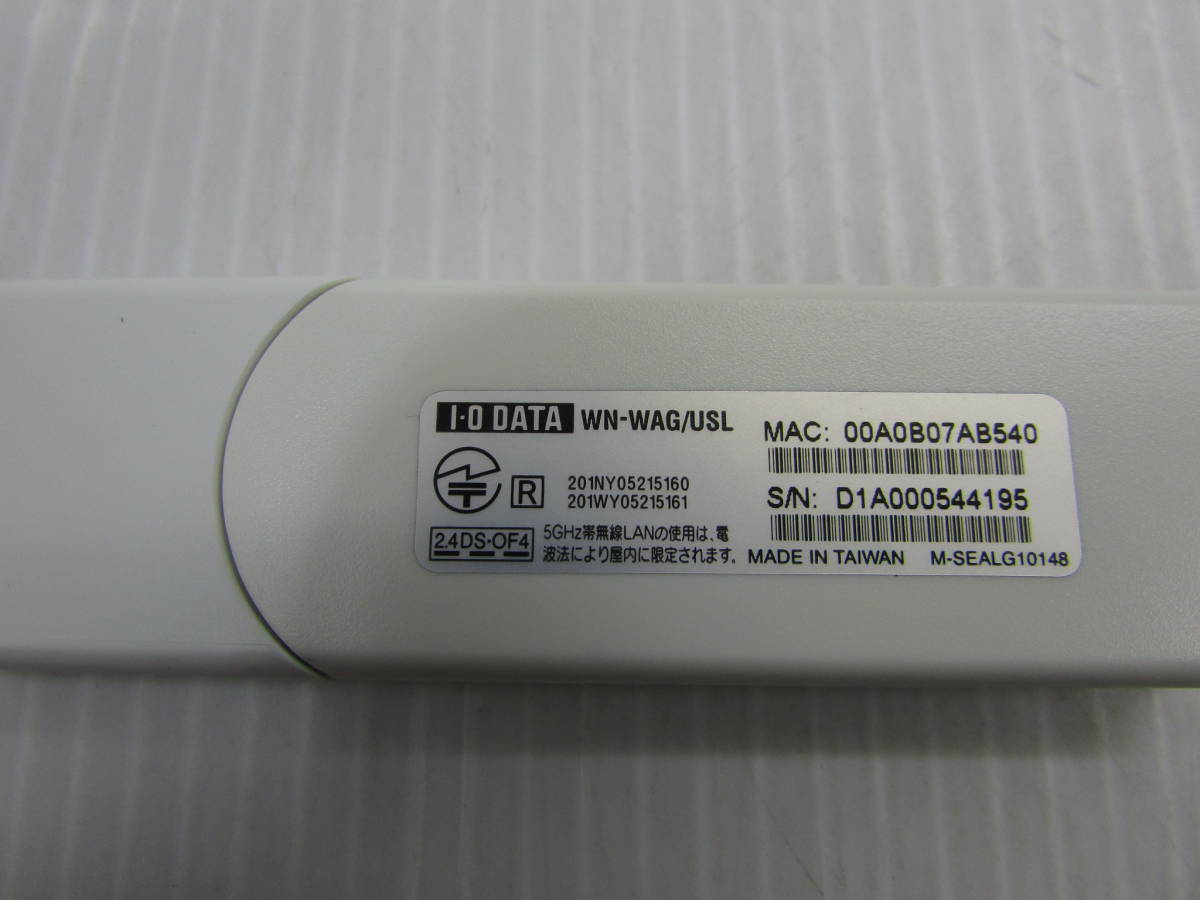 I·O DATA WN-WAG/USL
R
201NY05215160
201WY05215161
2.4DS·OF4
5GHz帯無線LANの使用は、電
波法により屋内に限定されます。
MAC: 00A0B07AB540
S/N: D1A000544195
MADE IN TAIWAN M-SEALG10148